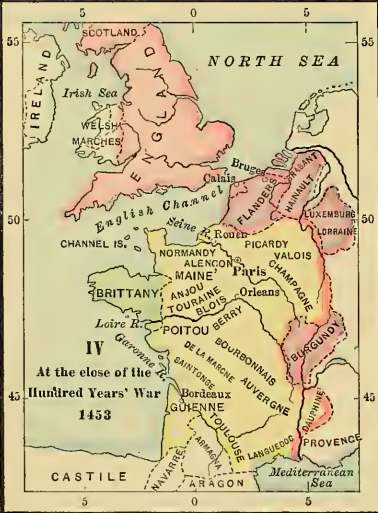 5 0 5
55 55
SCOTLAND
NORTH SEA
IRELAND
Irish Sea
ENGLAND
WELSH
MARCHES
Bruges
Calais
BRABANT
FLANDERS
HAINAULT
English Channel
50 50
LUXEMBURG
LORRAINE
Seine R.
Rouen
CHANNEL IS.
PICARDY
NORMANDY
VALOIS
ALENCON
Paris
CHAMPAGNE
MAINE
BRITTANY
ANJOU
TOURAINE
Orleans
BLOIS
Loire R.
POITOU
BERRY
BURGUNDY
IV
At the close of the
Hundred Years' War
1453
Garonne R.
BOURBONNAIS
DE LA MARCHE
SAINTONGE
AUVERGNE
45 45
Bordeaux
GUIENNE
DAUPHINE
TOULOUSE
LANGUEDOC
PROVENCE
ARMAGNAC
NAVARRE
Mediterranean
Sea
CASTILE
ARAGON
5 0 5